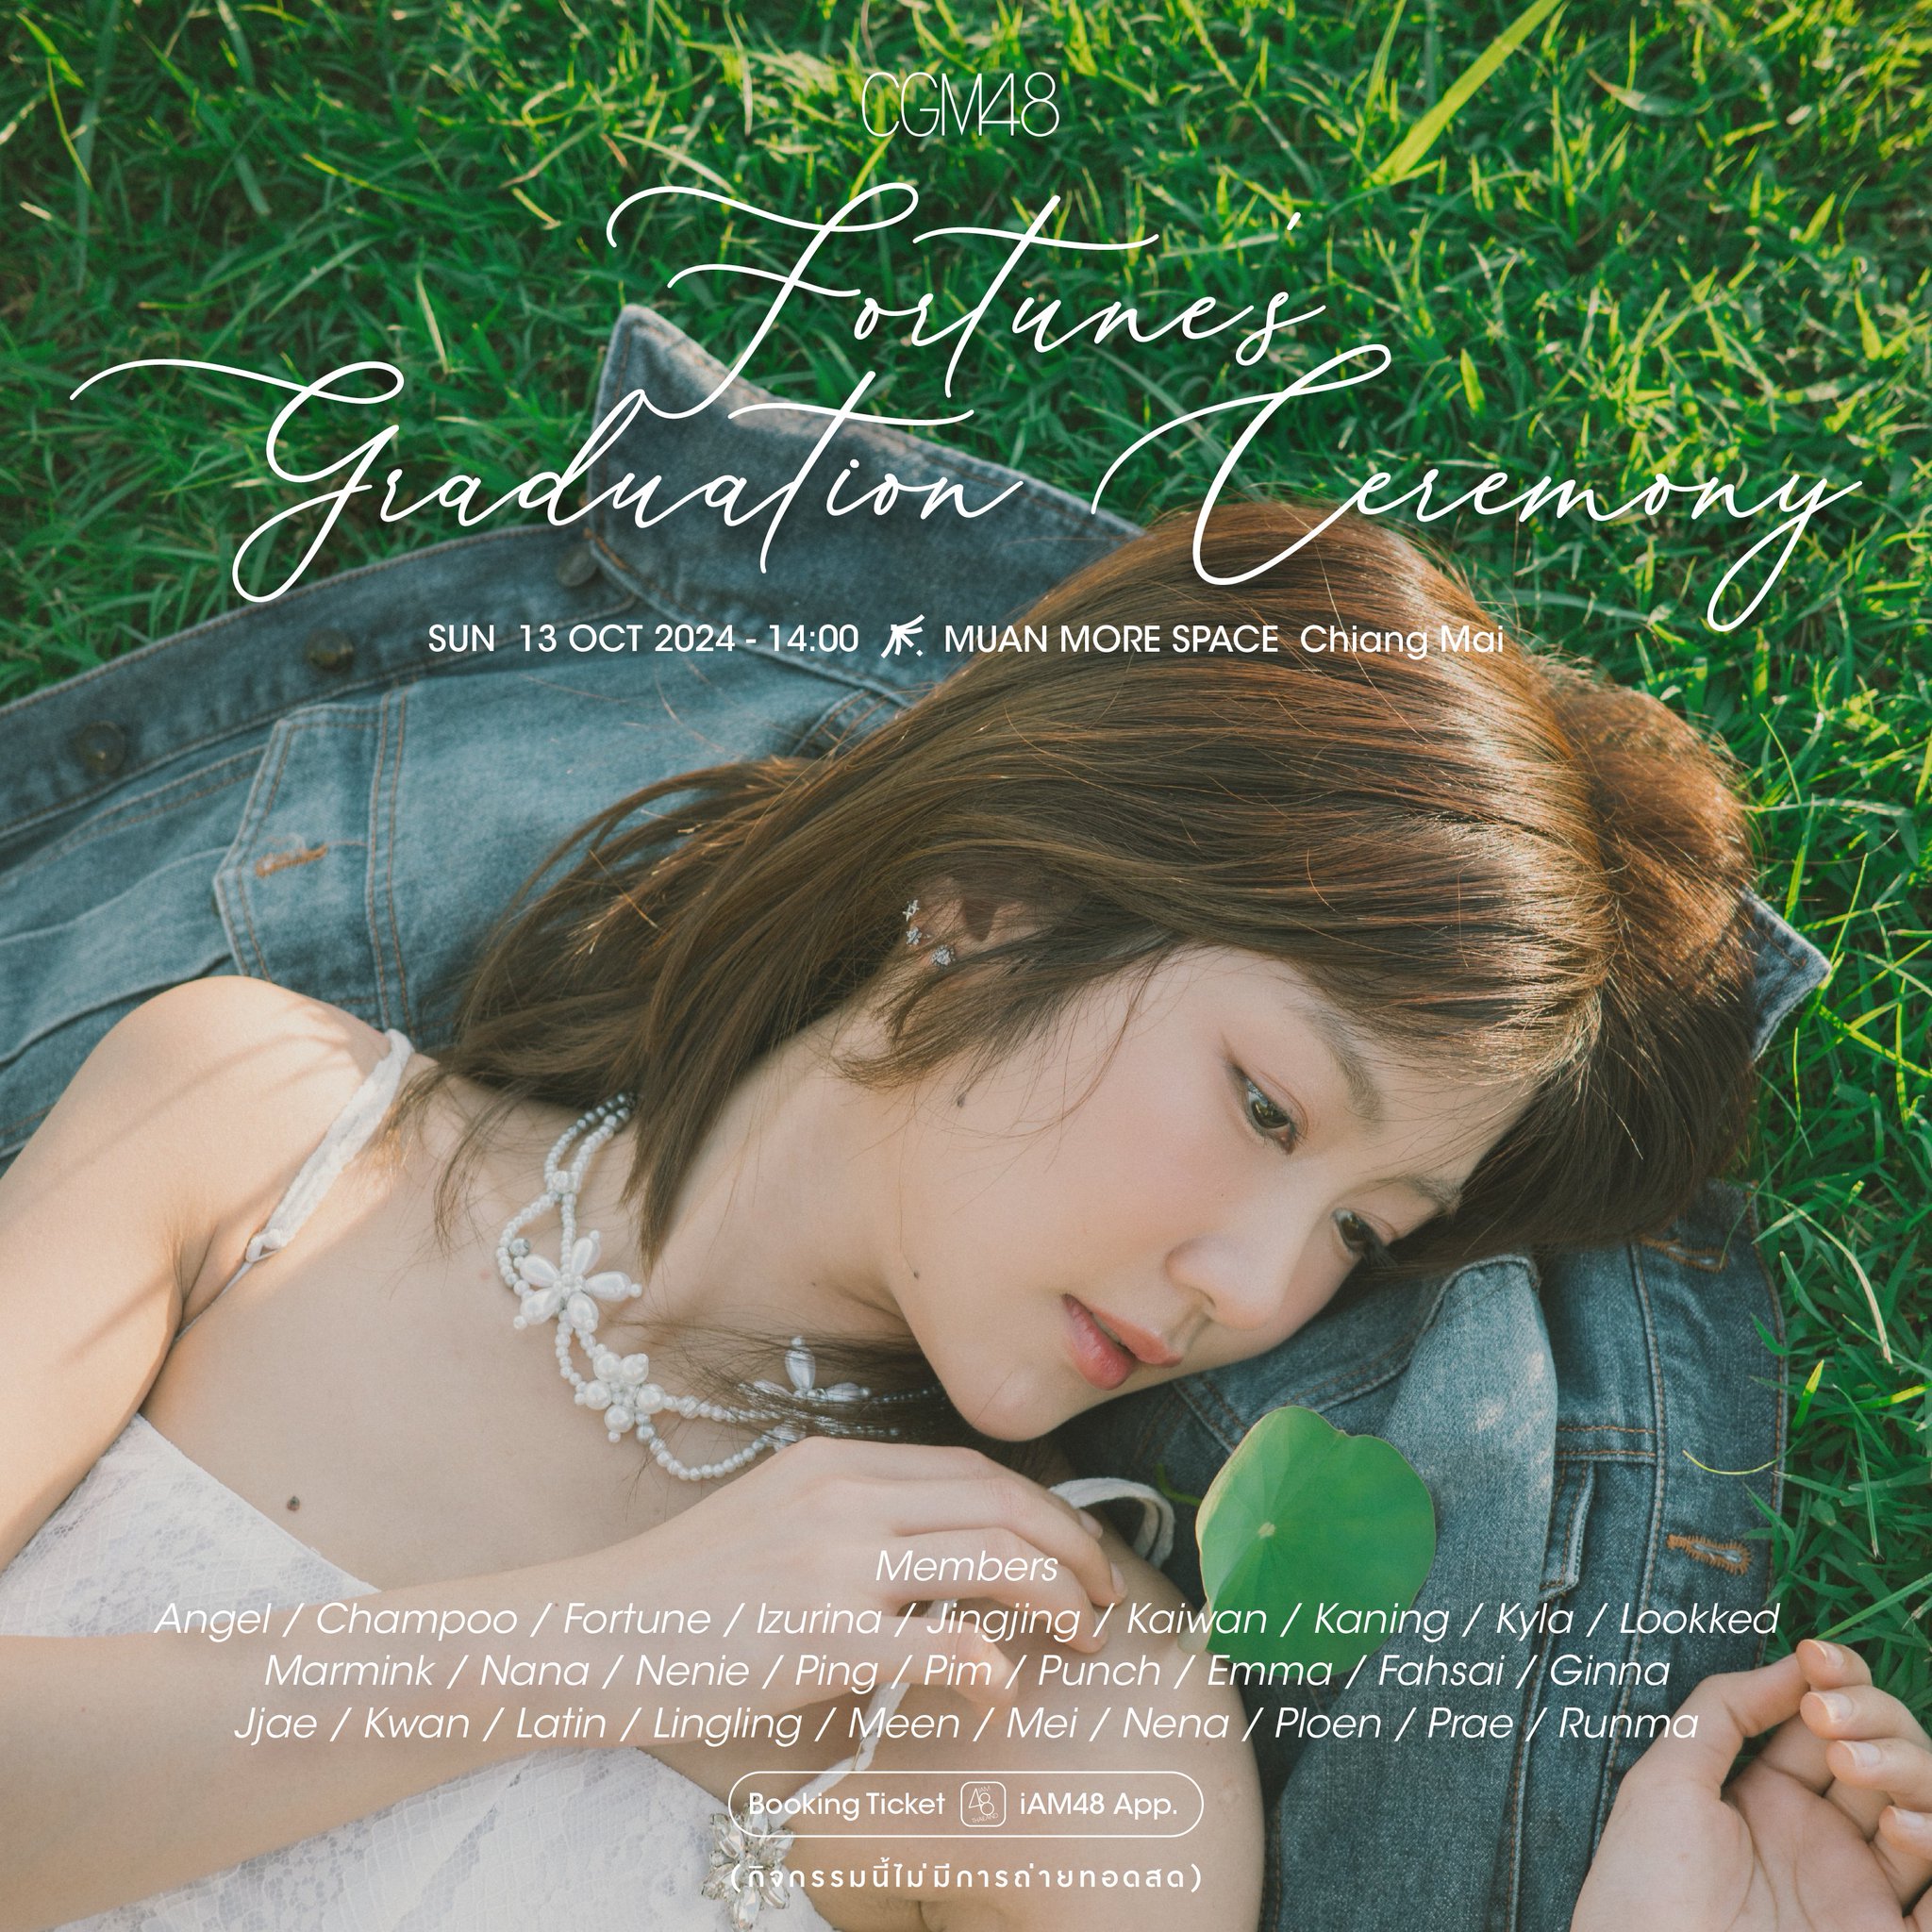 CGM48
Fortune's
Graduation Ceremony
SUN 13 OCT 2024 - 14:00 MUAN MORE SPACE Chiang Mai
Members
Angel / Champoo / Fortune / Izurina / Jingjing / Kaiwan / Kaning / Kyla / Lookked
Marmink / Nana / Nenie / Ping / Pim / Punch / Emma / Fahsai / Ginna
Jjae / Kwan / Latin / Lingling / Meen / Mei / Nena / Ploen / Prae / Runma
Booking Ticket iAM48 App.
(กิจกรรมนี้ไม่มีการถ่ายทอดสด)